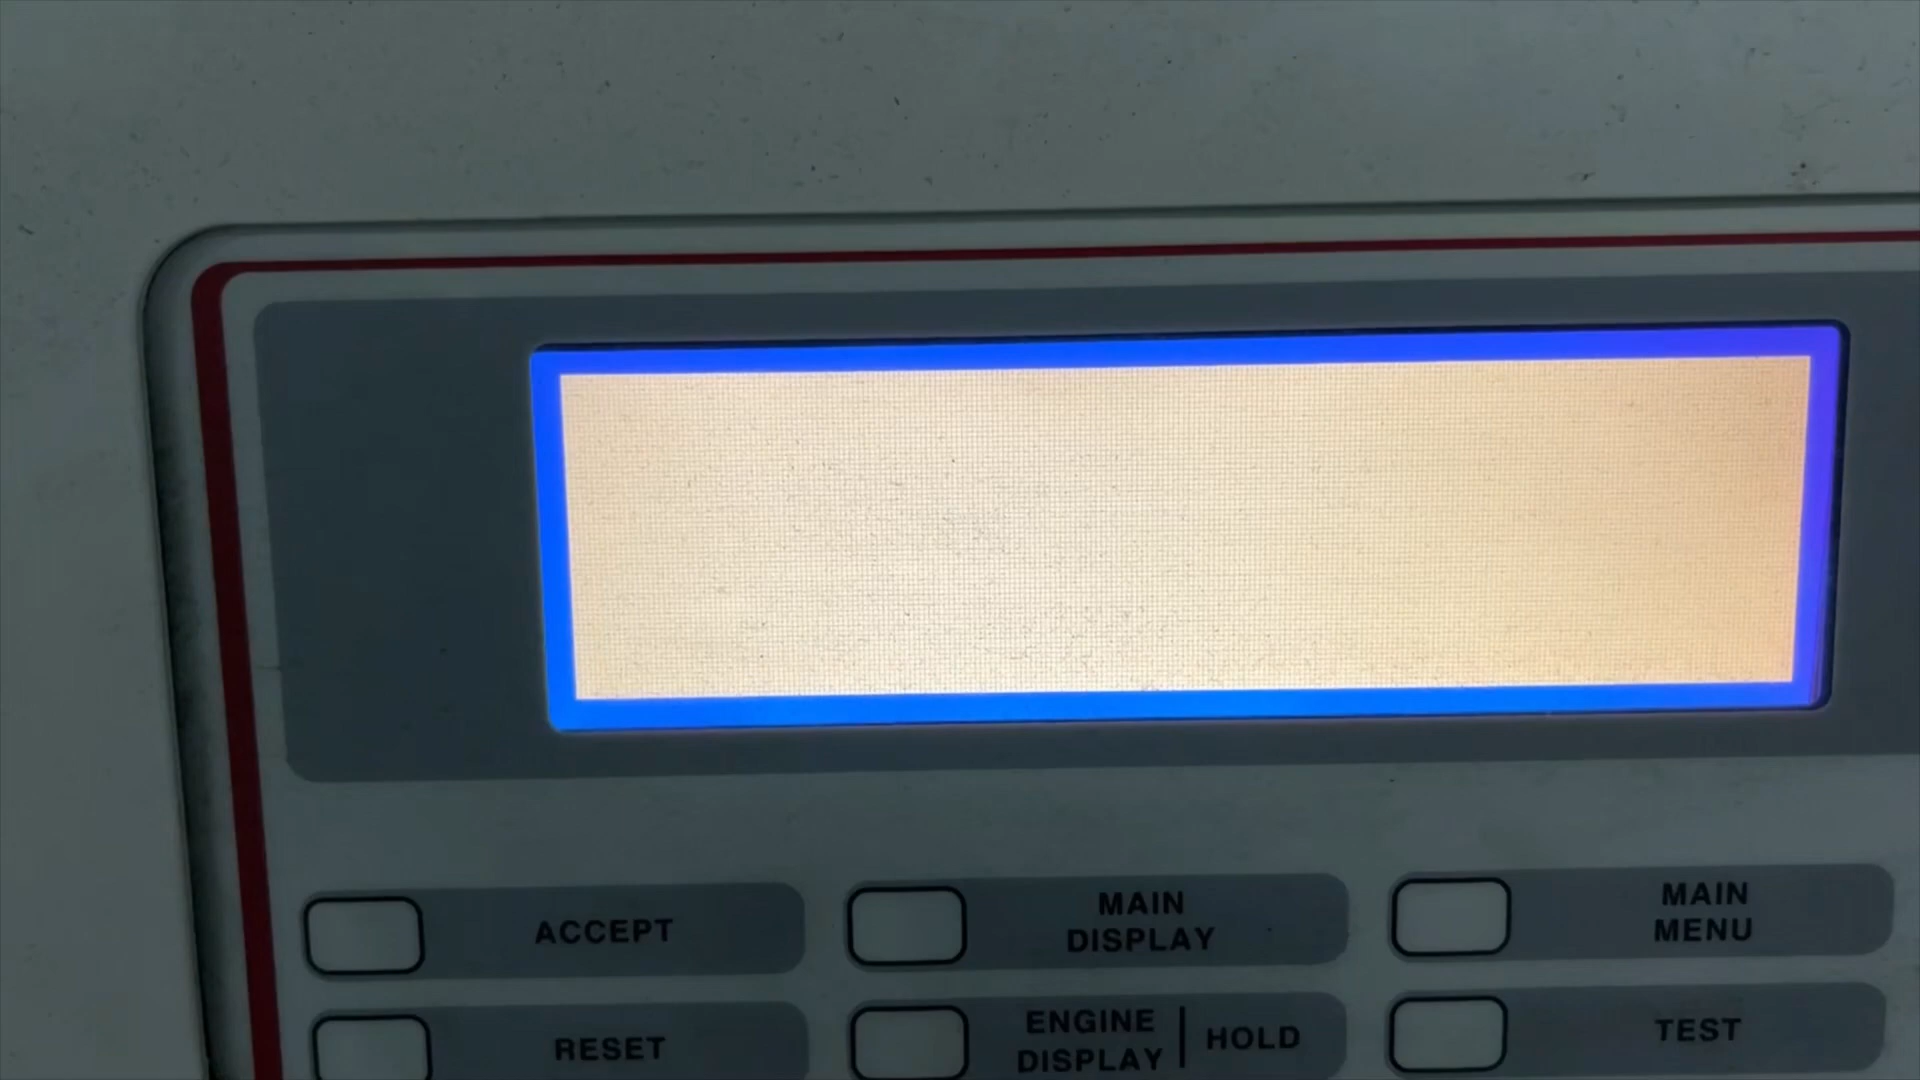 ACCEPT
MAIN
DISPLAY
MAIN
MENU
RESET
ENGINE
DISPLAY
HOLD
TEST